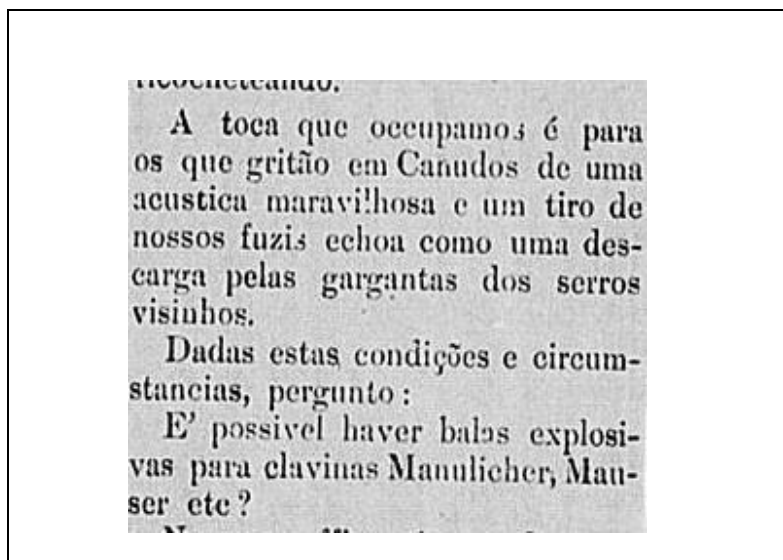 ricocheteando.
A toca que occupamos é para
os que gritão em Canudos de uma
acustica maravilhosa e um tiro de
nossos fuzis echoa como uma des-
carga pelas gargantas dos serros
visinhos.
Dadas estas condições e circum-
stancias, pergunto:
E' possivel haver balas explosi-
vas para clavinas Manulicher, Mau-
ser etc?